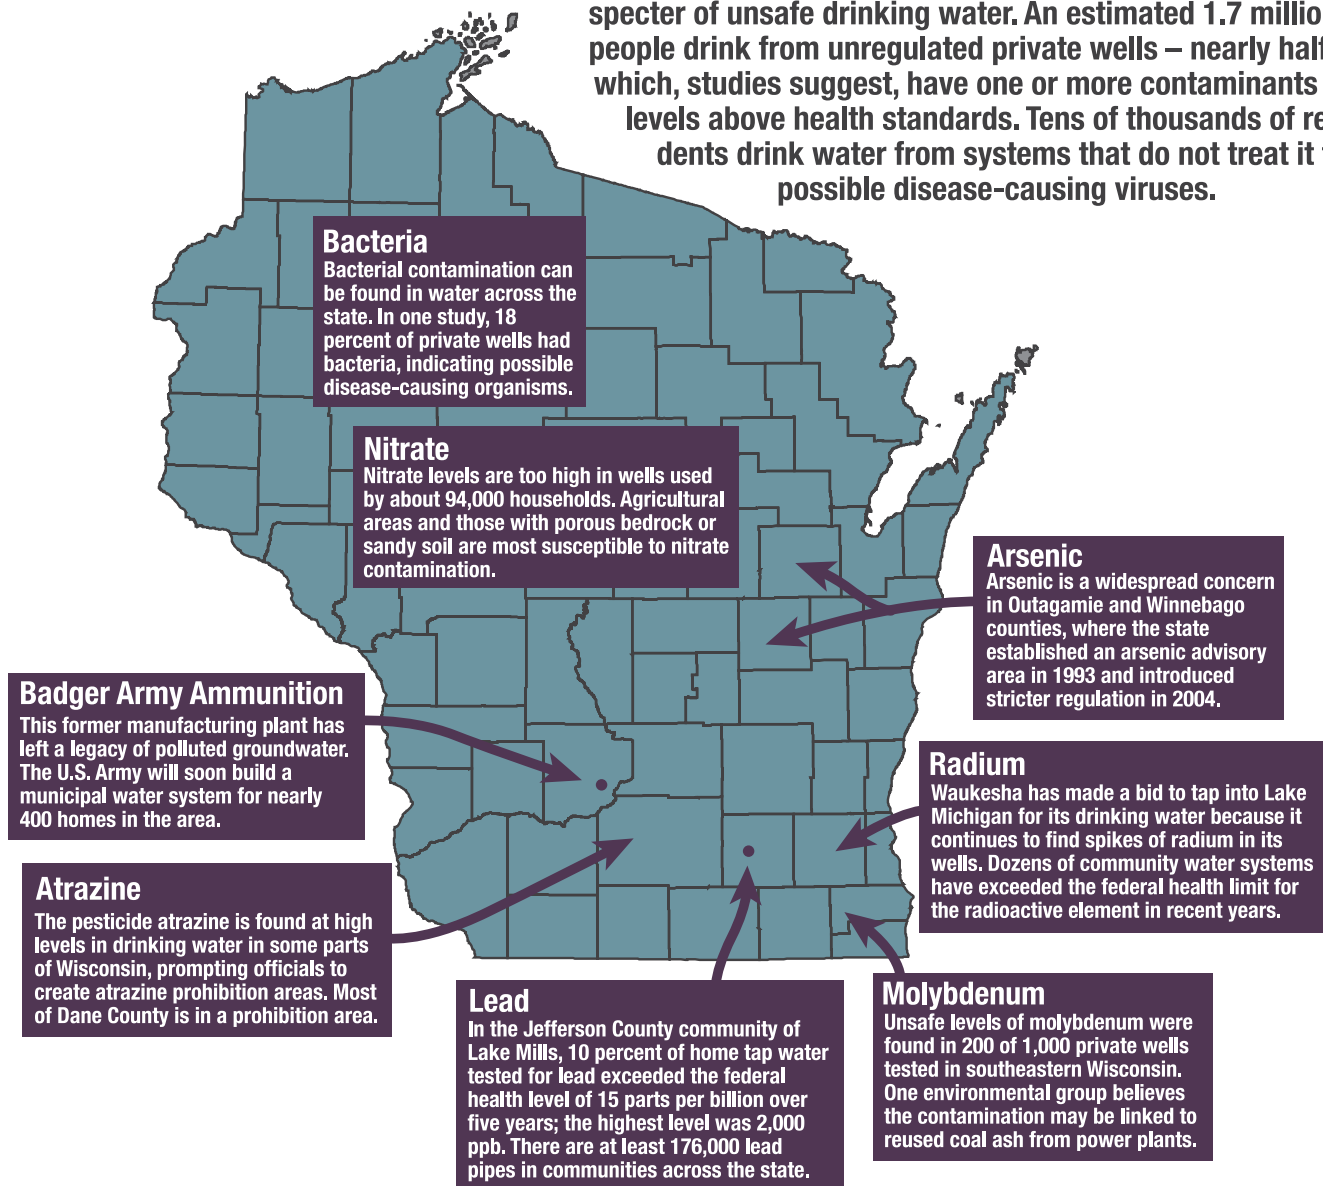 specter of unsafe drinking water. An estimated 1.7 millio
people drink from unregulated private wells – nearly half
which, studies suggest, have one or more contaminants
levels above health standards. Tens of thousands of re
dents drink water from systems that do not treat it
possible disease-causing viruses.
Bacteria
Bacterial contamination can
be found in water across the
state. In one study, 18
percent of private wells had
bacteria, indicating possible
disease-causing organisms.
Nitrate
Nitrate levels are too high in wells used
by about 94,000 households. Agricultural
areas and those with porous bedrock or
sandy soil are most susceptible to nitrate
contamination.
Arsenic
Arsenic is a widespread concern
in Outagamie and Winnebago
counties, where the state
established an arsenic advisory
area in 1993 and introduced
stricter regulation in 2004.
Badger Army Ammunition
This former manufacturing plant has
left a legacy of polluted groundwater.
The U.S. Army will soon build a
municipal water system for nearly
400 homes in the area.
Radium
Waukesha has made a bid to tap into Lake
Michigan for its drinking water because it
continues to find spikes of radium in its
wells. Dozens of community water systems
have exceeded the federal health limit for
the radioactive element in recent years.
Atrazine
The pesticide atrazine is found at high
levels in drinking water in some parts
of Wisconsin, prompting officials to
create atrazine prohibition areas. Most
of Dane County is in a prohibition area.
Lead
In the Jefferson County community of
Lake Mills, 10 percent of home tap water
tested for lead exceeded the federal
health level of 15 parts per billion over
five years; the highest level was 2,000
ppb. There are at least 176,000 lead
pipes in communities across the state.
Molybdenum
Unsafe levels of molybdenum were
found in 200 of 1,000 private wells
tested in southeastern Wisconsin.
One environmental group believes
the contamination may be linked to
reused coal ash from power plants.